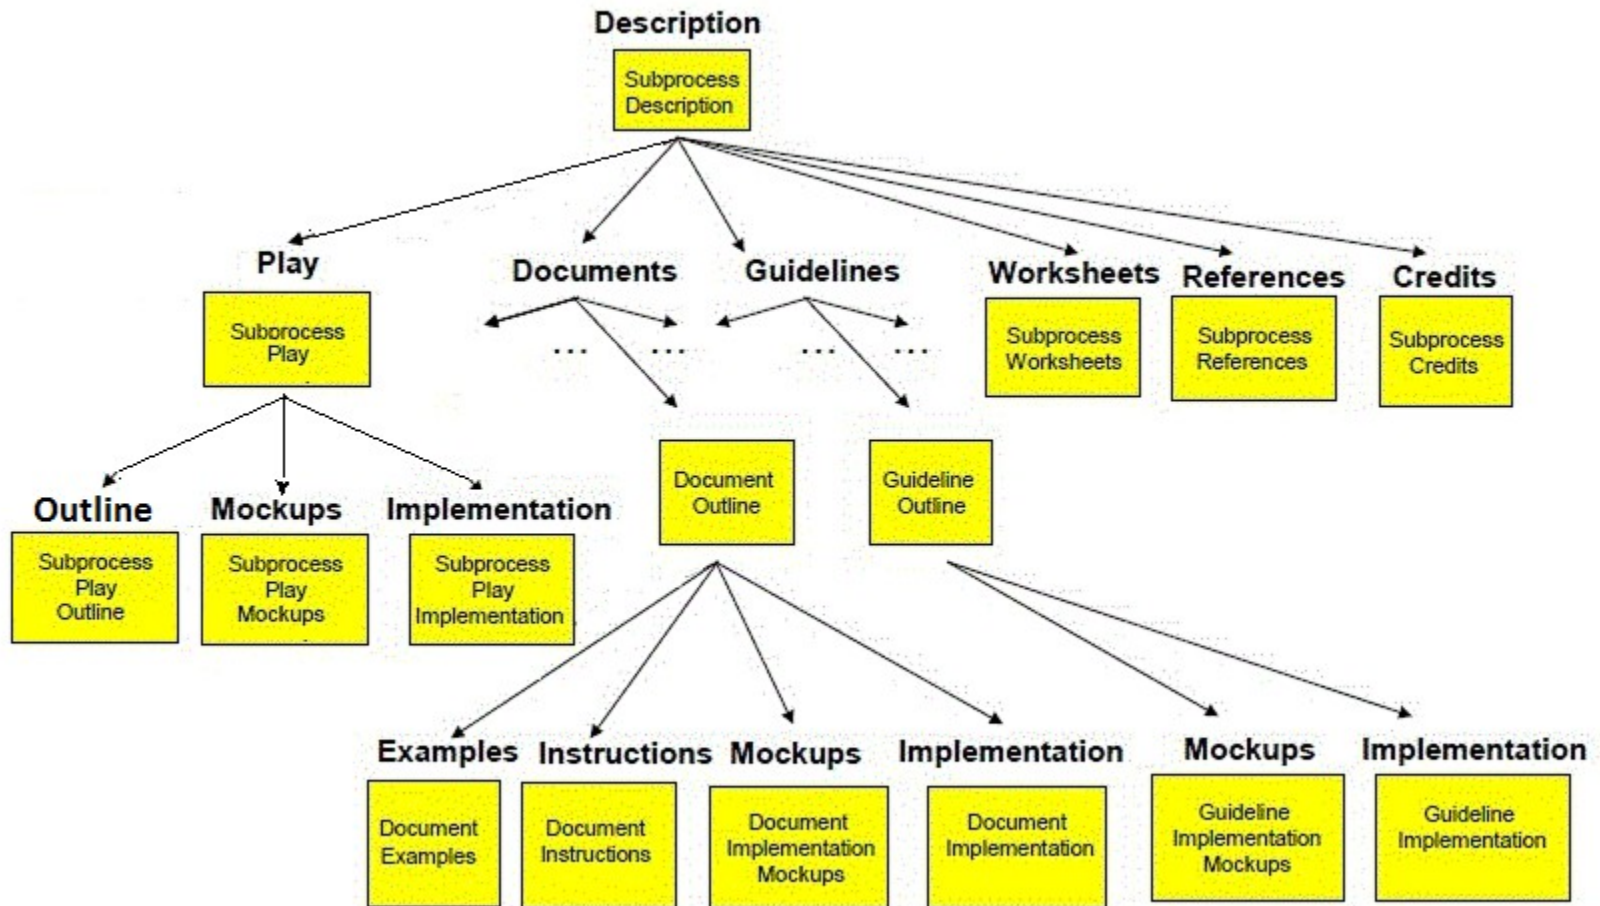 Description
Subprocess
Description
Play
Documents
Guidelines
Worksheets
References
Credits
Subprocess
Play
... ...
... ...
Subprocess
Worksheets
Subprocess
References
Subprocess
Credits
Outline
Mockups
Implementation
Subprocess
Play
Outline
Subprocess
Play
Mockups
Subprocess
Play
Implementation
Document
Outline
Guideline
Outline
Examples
Instructions
Mockups
Implementation
Mockups
Implementation
Document
Examples
Document
Instructions
Document
Implementation
Mockups
Document
Implementation
Guideline
Implementation
Mockups
Guideline
Implementation